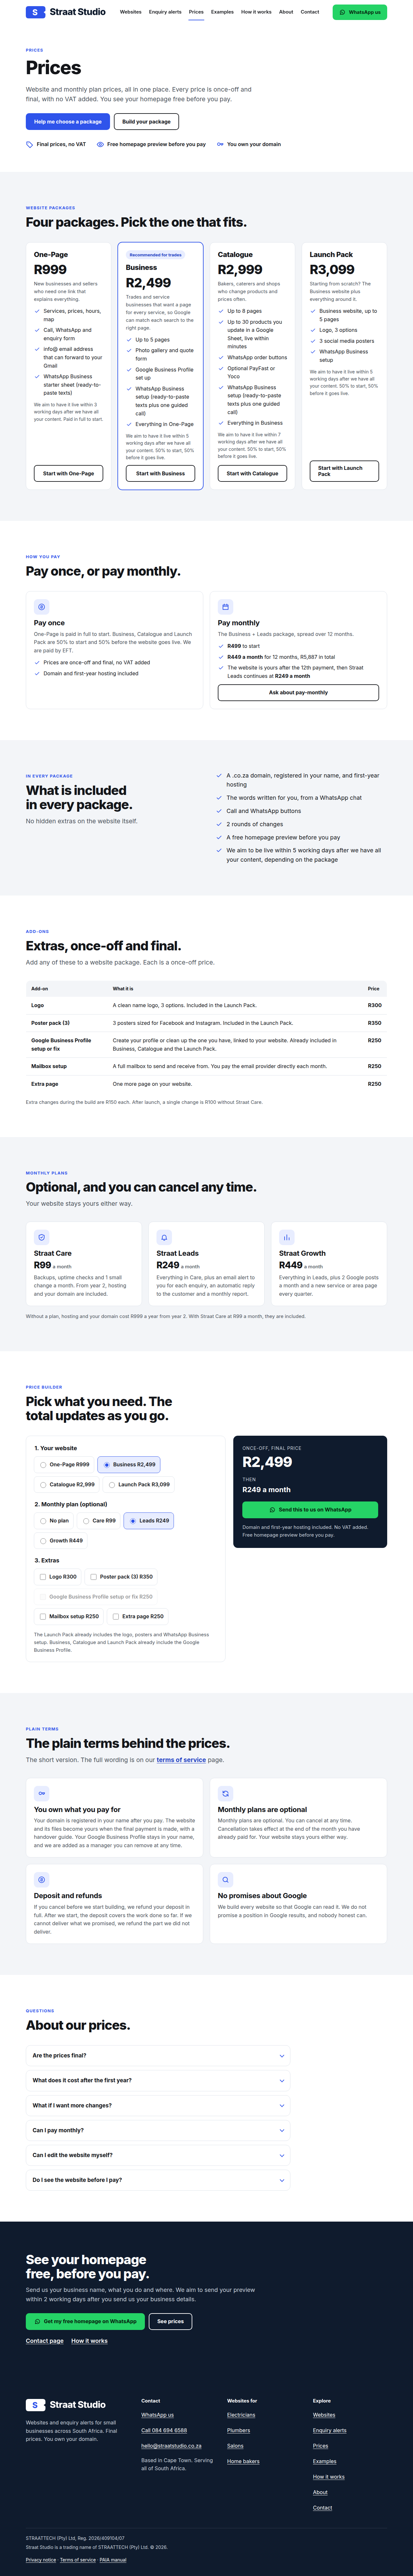 S Straat Studio Websites Enquiry alerts Prices Examples How it works About Contact WhatsApp us
PRICES
Prices
Website and monthly plan prices, all in one place. Every price is once-off and
final, with no VAT added. You see your homepage free before you pay.
Help me choose a package Build your package
Final prices, no VAT Free homepage preview before you pay You own your domain
WEBSITE PACKAGES
Four packages. Pick the one that fits.
One-Page
R999
New businesses and sellers
who need one link that
explains everything.
Services, prices, hours,
map
Call, WhatsApp and
enquiry form
info@ email address
that can forward to your
Gmail
WhatsApp Business
starter sheet (ready-to-
paste texts)
We aim to have it live within 3
working days after we have all
your content. Paid in full to start.
Start with One-Page
Recommended for trades
Business
R2,499
Trades and service
businesses that want a page
for every service, so Google
can match each search to the
right page.
Up to 5 pages
Photo gallery and quote
form
Google Business Profile
set up
WhatsApp Business
setup (ready-to-paste
texts plus one guided
call)
Everything in One-Page
We aim to have it live within 5
working days after we have all
your content. 50% to start, 50%
before it goes live.
Start with Business
Catalogue
R2,999
Bakers, caterers and shops
who change products and
prices often.
Up to 8 pages
Up to 30 products you
update in a Google
Sheet, live within
minutes
WhatsApp order buttons
Optional PayFast or
Yoco
WhatsApp Business
setup (ready-to-paste
texts plus one guided
call)
Everything in Business
We aim to have it live within 7
working days after we have all
your content. 50% to start, 50%
before it goes live.
Start with Catalogue
Launch Pack
R3,099
Starting from scratch? The
Business website plus
everything around it.
Business website, up to
5 pages
Logo, 3 options
3 social media posters
WhatsApp Business
setup
We aim to have it live within 5
working days after we have all
your content. 50% to start, 50%
before it goes live.
Start with Launch
Pack
HOW YOU PAY
Pay once, or pay monthly.
Pay once
One-Page is paid in full to start. Business, Catalogue and Launch
Pack are 50% to start and 50% before the website goes live. We
are paid by EFT.
Prices are once-off and final, no VAT added
Domain and first-year hosting included
Pay monthly
The Business + Leads package, spread over 12 months.
R499 to start
R449 a month for 12 months, R5,887 in total
The website is yours after the 12th payment, then Straat
Leads continues at R249 a month
Ask about pay-monthly
IN EVERY PACKAGE
What is included
in every package.
No hidden extras on the website itself.
A .co.za domain, registered in your name, and first-year
hosting
The words written for you, from a WhatsApp chat
Call and WhatsApp buttons
2 rounds of changes
A free homepage preview before you pay
We aim to be live within 5 working days after we have all
your content, depending on the package
ADD-ONS
Extras, once-off and final.
Add any of these to a website package. Each is a once-off price.
Add-on What it is Price
Logo A clean name logo, 3 options. Included in the Launch Pack. R300
Poster pack (3) 3 posters sized for Facebook and Instagram. Included in the Launch Pack. R350
Google Business Profile Create your profile or clean up the one you have, linked to your website. Already included in R250
setup or fix Business, Catalogue and the Launch Pack.
Mailbox setup A full mailbox to send and receive from. You pay the email provider directly each month. R250
Extra page One more page on your website. R250
Extra changes during the build are R150 each. After launch, a single change is R100 without Straat Care.
MONTHLY PLANS
Optional, and you can cancel any time.
Your website stays yours either way.
Straat Care
R99 a month
Backups, uptime checks and 1 small
change a month. From year 2, hosting
and your domain are included.
Straat Leads
R249 a month
Everything in Care, plus an email alert to
you for each enquiry, an automatic reply
to the customer and a monthly report.
Straat Growth
R449 a month
Everything in Leads, plus 2 Google posts
a month and a new service or area page
every quarter.
Without a plan, hosting and your domain cost R999 a year from year 2. With Straat Care at R99 a month, they are included.
PRICE BUILDER
Pick what you need. The
total updates as you go.
1. Your website
One-Page R999 Business R2,499
Catalogue R2,999 Launch Pack R3,099
2. Monthly plan (optional)
No plan Care R99 Leads R249
Growth R449
3. Extras
Logo R300 Poster pack (3) R350
Google Business Profile setup or fix R250
Mailbox setup R250 Extra page R250
The Launch Pack already includes the logo, posters and WhatsApp Business
setup. Business, Catalogue and Launch Pack already include the Google
Business Profile.
ONCE-OFF, FINAL PRICE
R2,499
THEN
R249 a month
Send this to us on WhatsApp
Domain and first-year hosting included. No VAT added.
Free homepage preview before you pay.
PLAIN TERMS
The plain terms behind the prices.
The short version. The full wording is on our terms of service page.
You own what you pay for
Your domain is registered in your name after you pay. The website
and its files become yours when the final payment is made, with a
handover guide. Your Google Business Profile stays in your name,
and we are added as a manager you can remove at any time.
Monthly plans are optional
Monthly plans are optional. You can cancel at any time.
Cancellation takes effect at the end of the month you have
already paid for. Your website stays yours either way.
Deposit and refunds
If you cancel before we start building, we refund your deposit in
full. After we start, the deposit covers the work done so far. If we
cannot deliver what we promised, we refund the part we did not
deliver.
No promises about Google
We build every website so that Google can read it. We do not
promise a position in Google results, and nobody honest can.
QUESTIONS
About our prices.
Are the prices final?
What does it cost after the first year?
What if I want more changes?
Can I pay monthly?
Can I edit the website myself?
Do I see the website before I pay?
See your homepage
free, before you pay.
Send us your business name, what you do and where. We aim to send your preview
within 2 working days after you send us your business details.
Get my free homepage on WhatsApp See prices
Contact page How it works
S Straat Studio
Websites and enquiry alerts for small
businesses across South Africa. Final
prices. You own your domain.
Contact
WhatsApp us
Call 084 694 6588
hello@straatstudio.co.za
Based in Cape Town. Serving
all of South Africa.
Websites for
Electricians
Plumbers
Salons
Home bakers
Explore
Websites
Enquiry alerts
Prices
Examples
How it works
About
Contact
STRAATTECH (Pty) Ltd, Reg. 2026/409104/07
Straat Studio is a trading name of STRAATTECH (Pty) Ltd. © 2026.
Privacy notice · Terms of service · PAIA manual